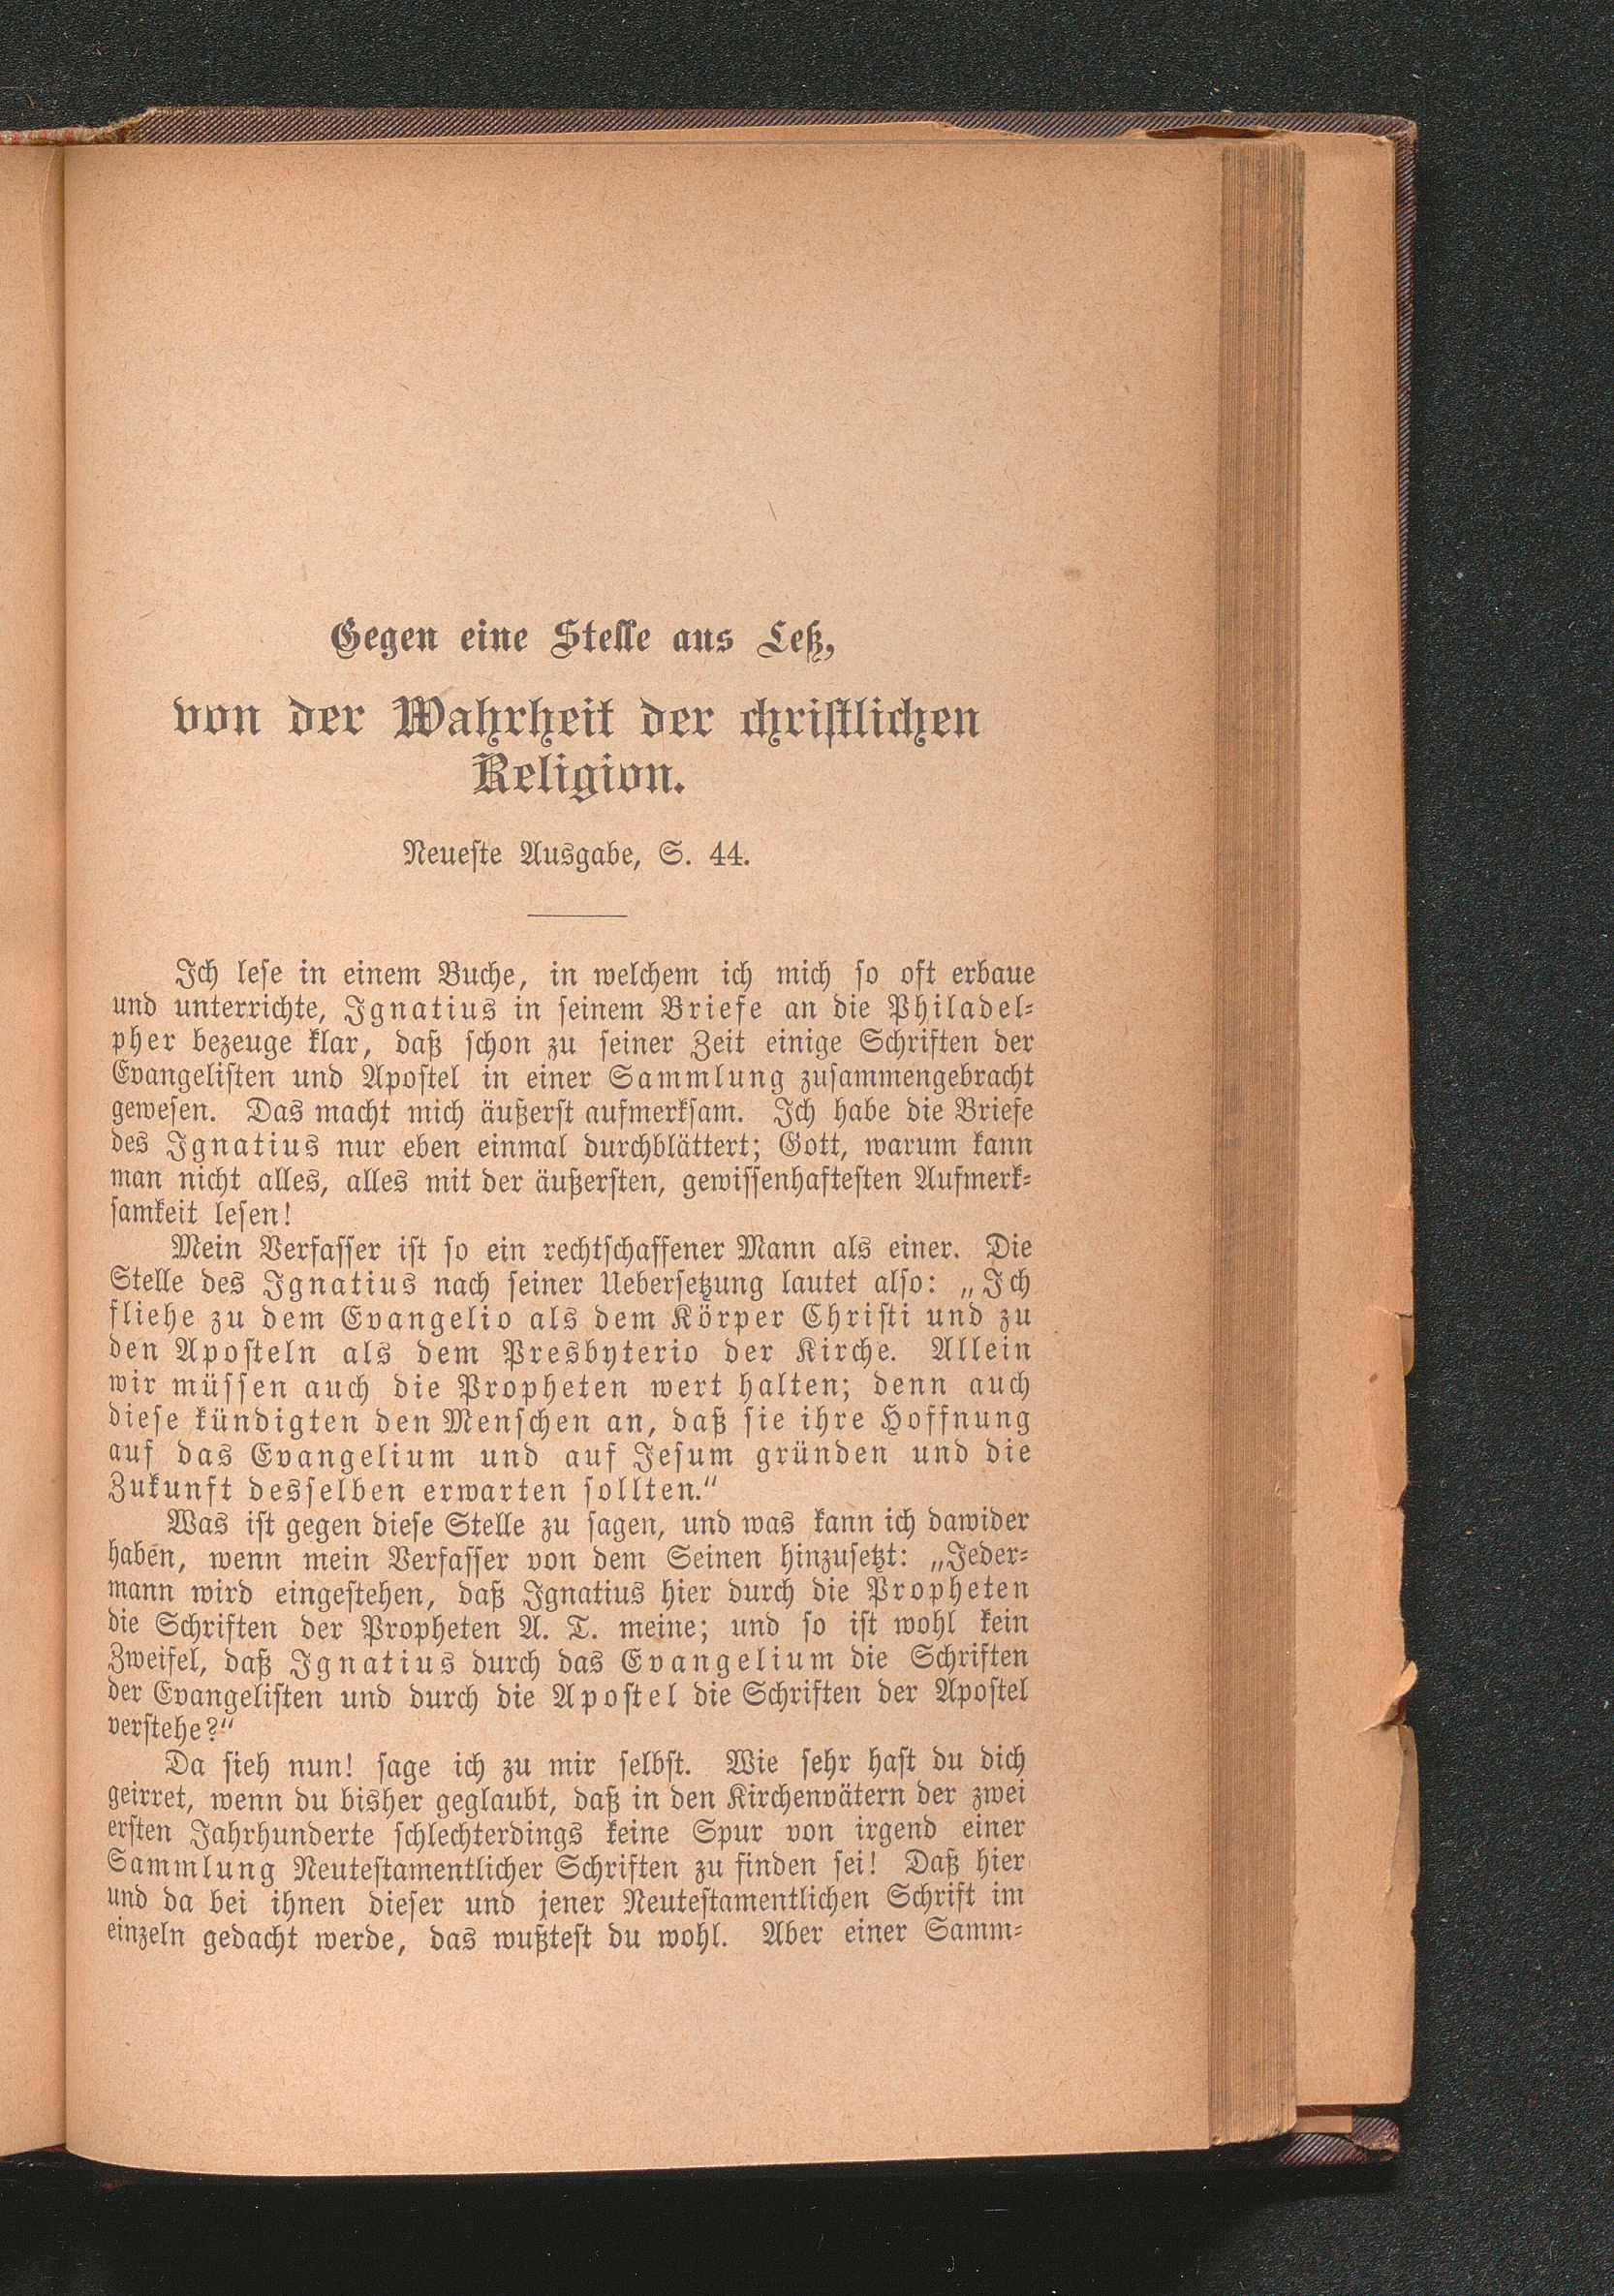 Gegen eine Stelle aus Leß,
von der Wahrheit der christlichen
Religion.
Neueste Ausgabe, S. 44.
Ich lese in einem Buche, in welchem ich mich so oft erbaue
und unterrichte, Ignatius in seinem Briefe an die Philadel-
pher bezeuge klar, daß schon zu seiner Zeit einige Schriften der
Evangelisten und Apostel in einer Sammlung zusammengebracht
gewesen. Das macht mich äußerst aufmerksam. Ich habe die Briefe
des Ignatius nur eben einmal durchblättert; Gott, warum kann
man nicht alles, alles mit der äußersten, gewissenhaftesten Aufmerk-
samkeit lesen!
Mein Verfasser ist so ein rechtschaffener Mann als einer. Die
Stelle des Ignatius nach seiner Uebersetzung lautet also: „Ich
fliehe zu dem Evangelio als dem Körper Christi und zu
den Aposteln als dem Presbyterio der Kirche. Allein
wir müssen auch die Propheten wert halten; denn auch
diese kündigten den Menschen an, daß sie ihre Hoffnung
auf das Evangelium und auf Jesum gründen und die
Zukunft desselben erwarten sollten.“
Was ist gegen diese Stelle zu sagen, und was kann ich dawider
haben, wenn mein Verfasser von dem Seinen hinzusetzt: „Jeder-
mann wird eingestehen, daß Ignatius hier durch die Propheten
die Schriften der Propheten A. T. meine; und so ist wohl kein
Zweifel, daß Ignatius durch das Evangelium die Schriften
der Evangelisten und durch die Apostel die Schriften der Apostel
verstehe?“
Da sieh nun! sage ich zu mir selbst. Wie sehr hast du dich
geirret, wenn du bisher geglaubt, daß in den Kirchenvätern der zwei
ersten Jahrhunderte schlechterdings keine Spur von irgend einer
Sammlung Neutestamentlicher Schriften zu finden sei! Daß hier
und da bei ihnen dieser und jener Neutestamentlichen Schrift im
einzeln gedacht werde, das wußtest du wohl. Aber einer Samm-